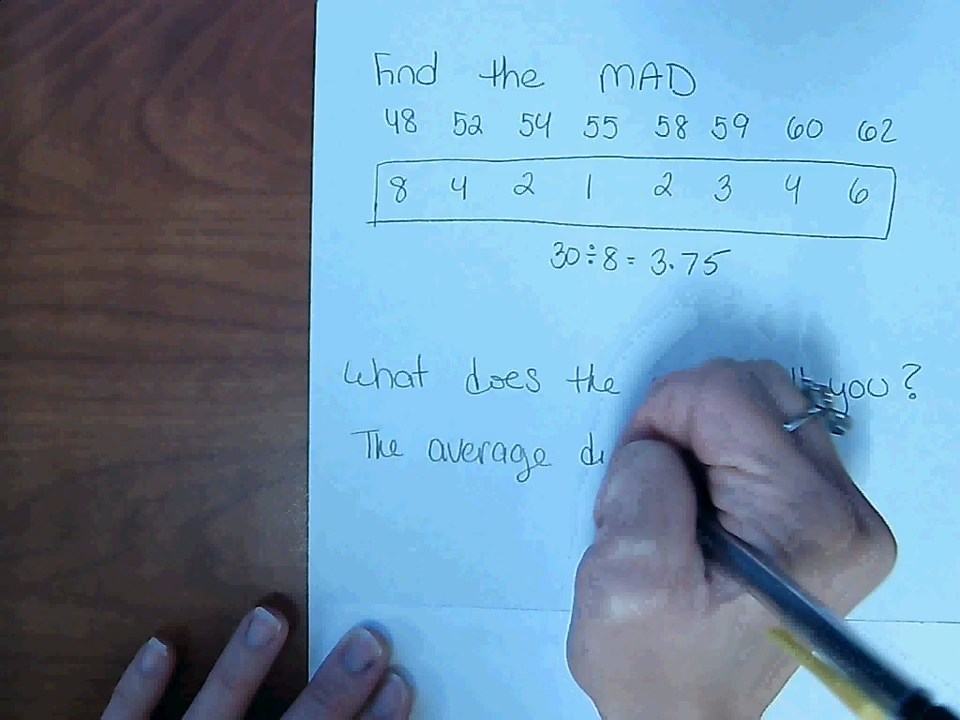 Find the MAD
48 52 54 55 58 59 60 62
8 4 2 1 2 3 4 6
30÷8 = 3.75
What does the you?
The average